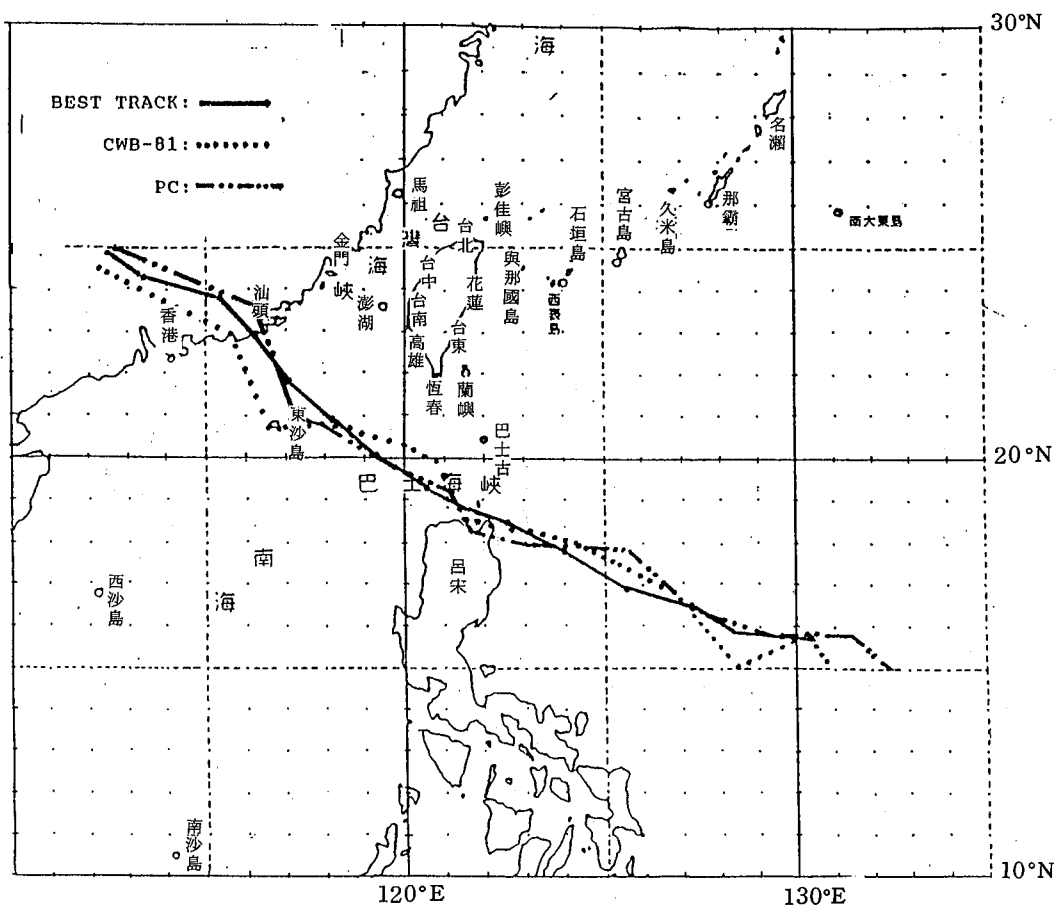 30°N
海
BEST TRACK:
CWB-81:
PC:
名瀨
馬祖
彭佳嶼
台
灣
海
峽
台北
石垣島
宮古島
久米島
那霸
南大東島
金門
汕頭
香港
澎湖
台中
台南
高雄
花蓮
台東
恆春
蘭嶼
與那國島
西表島
東沙島
巴士古
20°N
巴士海峽
南
海
呂宋
西沙島
南沙島
10°N
120°E
130°E